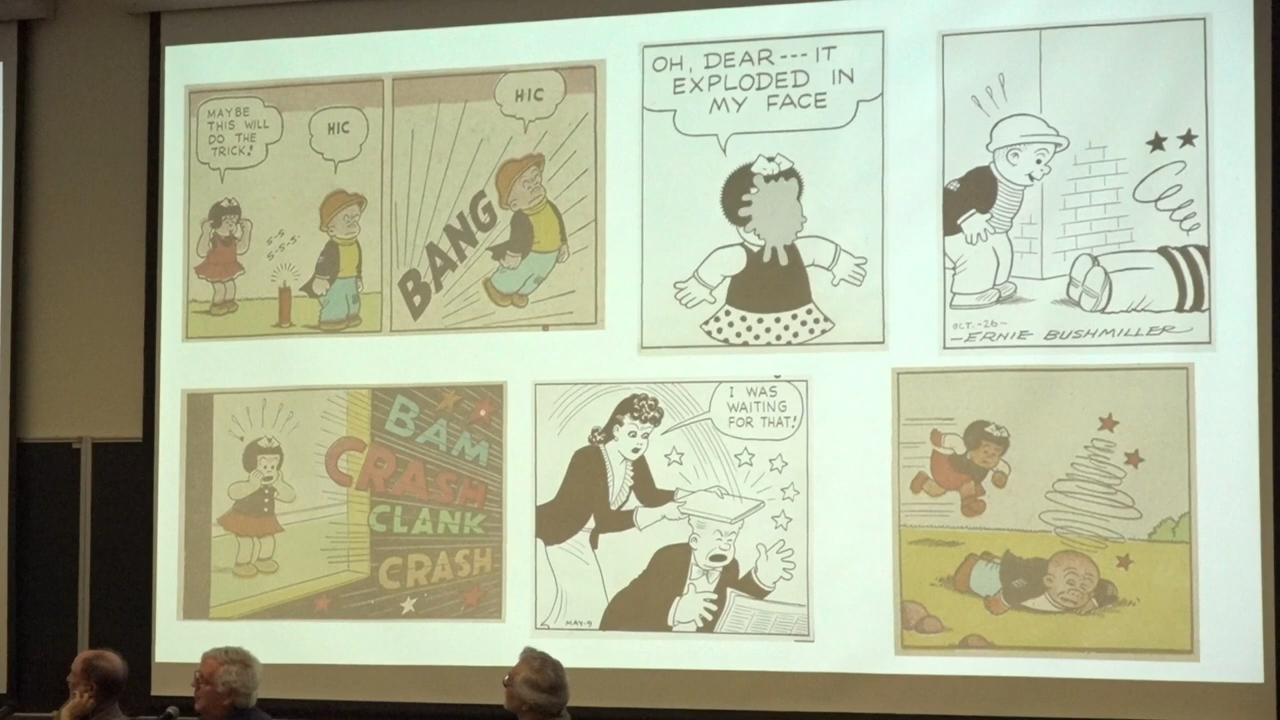 MAYBE
THIS WILL
DO THE
TRICK!
HIC
S-S
S-S-S-
HIC
BANG
OH, DEAR---IT
EXPLODED IN
MY FACE
OCT.-26-
-ERNIE BUSHMILLER
BAM
CRASH
CLANK
CRASH
I WAS
WAITING
FOR THAT!
MAY-9